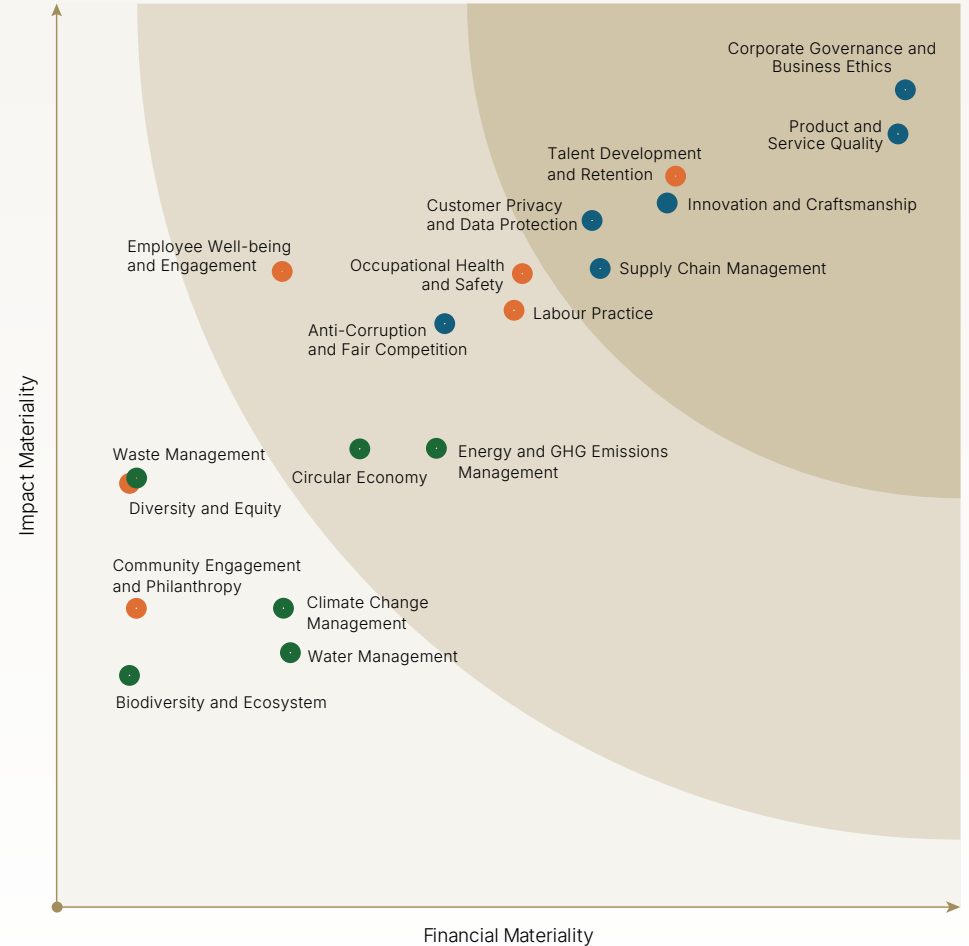 Corporate Governance and
Business Ethics
Product and
Service Quality
Talent Development
and Retention
Innovation and Craftsmanship
Customer Privacy
and Data Protection
Employee Well-being
and Engagement
Occupational Health
and Safety
Supply Chain Management
Labour Practice
Anti-Corruption
and Fair Competition
Impact Materiality
Waste Management
Diversity and Equity
Circular Economy
Energy and GHG Emissions
Management
Community Engagement
and Philanthropy
Climate Change
Management
Water Management
Biodiversity and Ecosystem
Financial Materiality